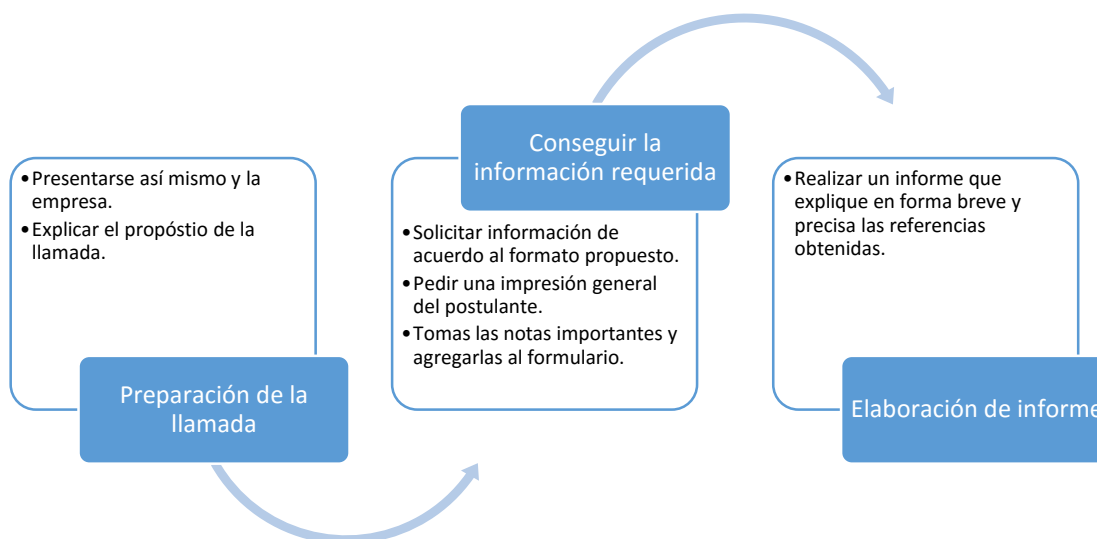 •Presentarse así mismo y la
empresa.
•Explicar el propóstio de la
llamada.
Preparación de la
llamada
Conseguir la
información requerida
•Solicitar información de
acuerdo al formato propuesto.
•Pedir una impresión general
del postulante.
•Tomas las notas importantes y
agregarlas al formulario.
•Realizar un informe que
explique en forma breve y
precisa las referencias
obtenidas.
Elaboración de informe